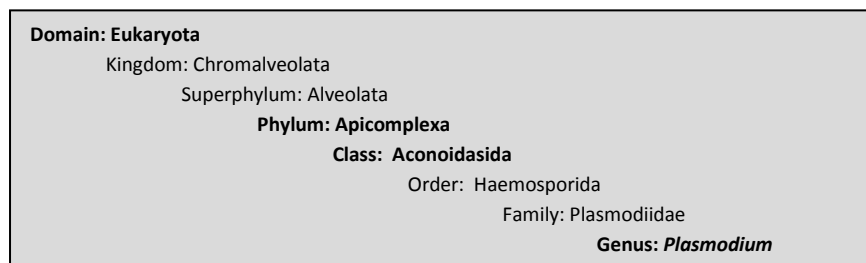 Domain: Eukaryota
Kingdom: Chromalveolata
Superphylum: Alveolata
Phylum: Apicomplexa
Class: Aconoidasida
Order: Haemosporida
Family: Plasmodiidae
Genus: Plasmodium